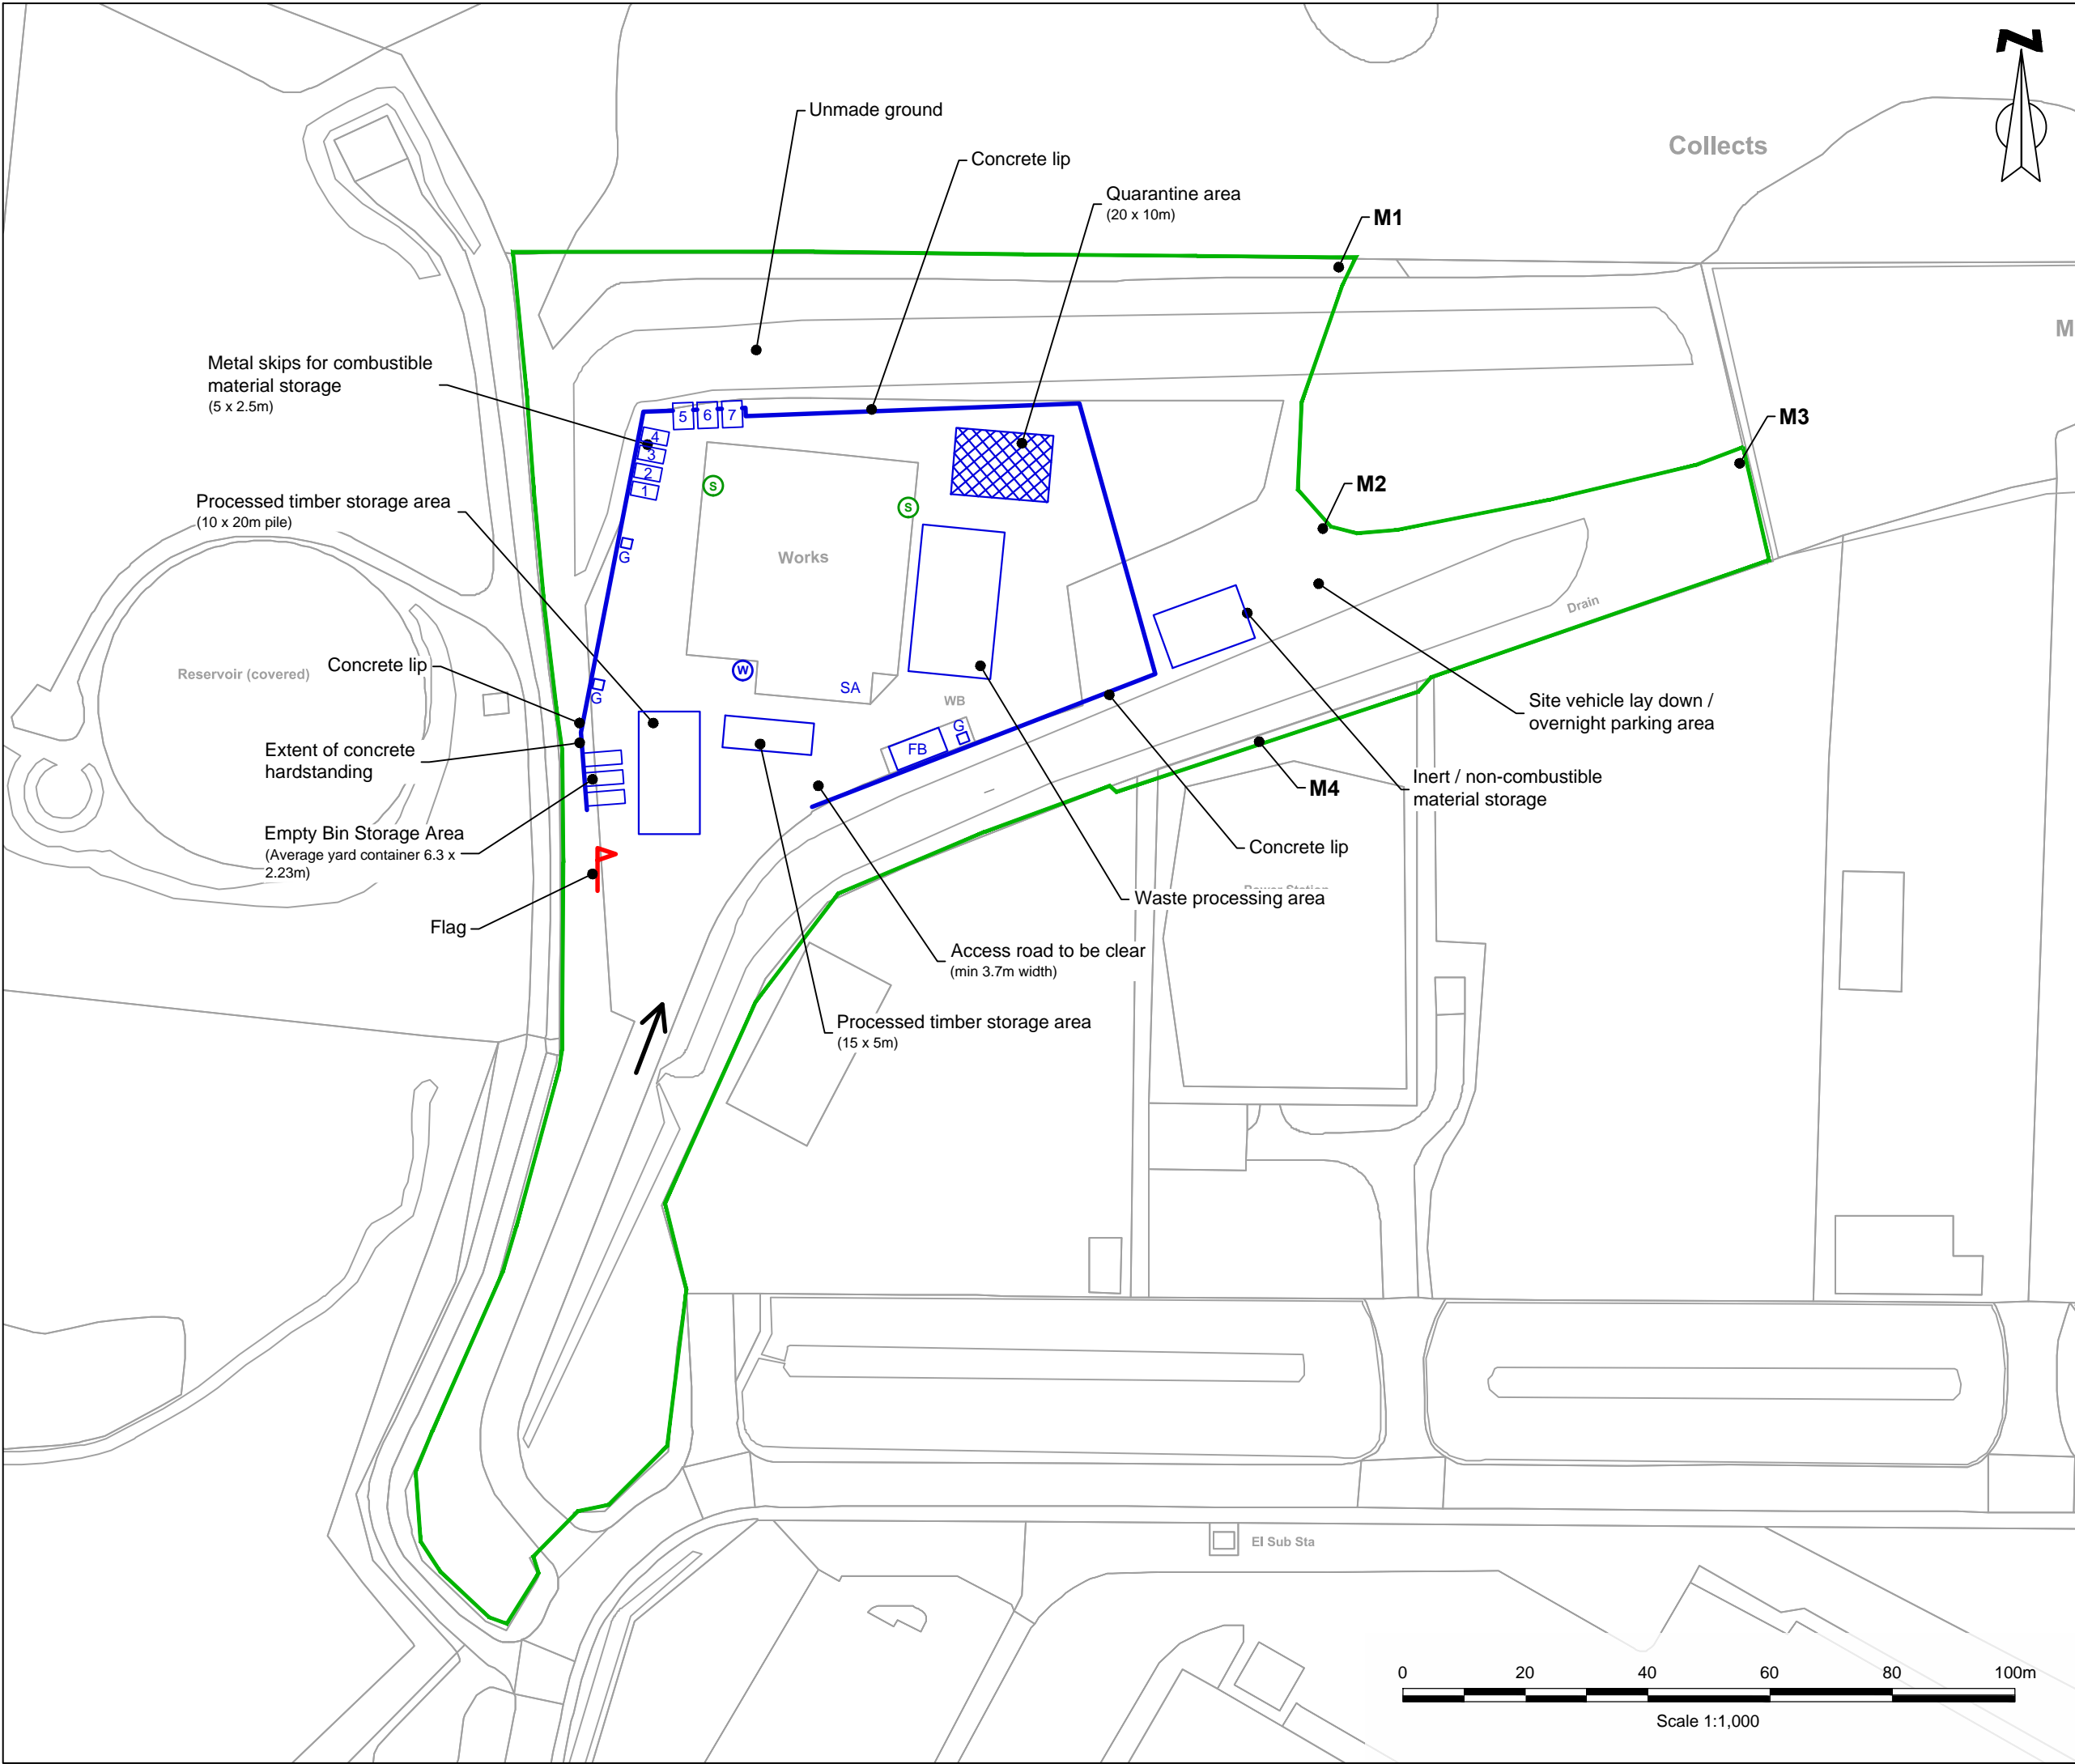 N
Unmade ground
Collects
Concrete lip
Quarantine area
(20 x 10m)
M1
M
Metal skips for combustible
material storage
(5 x 2.5m)
5
6
7
4
3
2
1
M3
M2
Processed timber storage area
(10 x 20m pile)
S
S
G
Works
Drain
Concrete lip
Reservoir (covered)
W
SA
G
WB
G
FB
Site vehicle lay down /
overnight parking area
Extent of concrete
hardstanding
Inert / non-combustible
material storage
M4
Empty Bin Storage Area
(Average yard container 6.3 x
2.23m)
Concrete lip
Waste processing area
Flag
Access road to be clear
(min 3.7m width)
Processed timber storage area
(15 x 5m)
El Sub Sta
0
20
40
60
80
100m
Scale 1:1,000